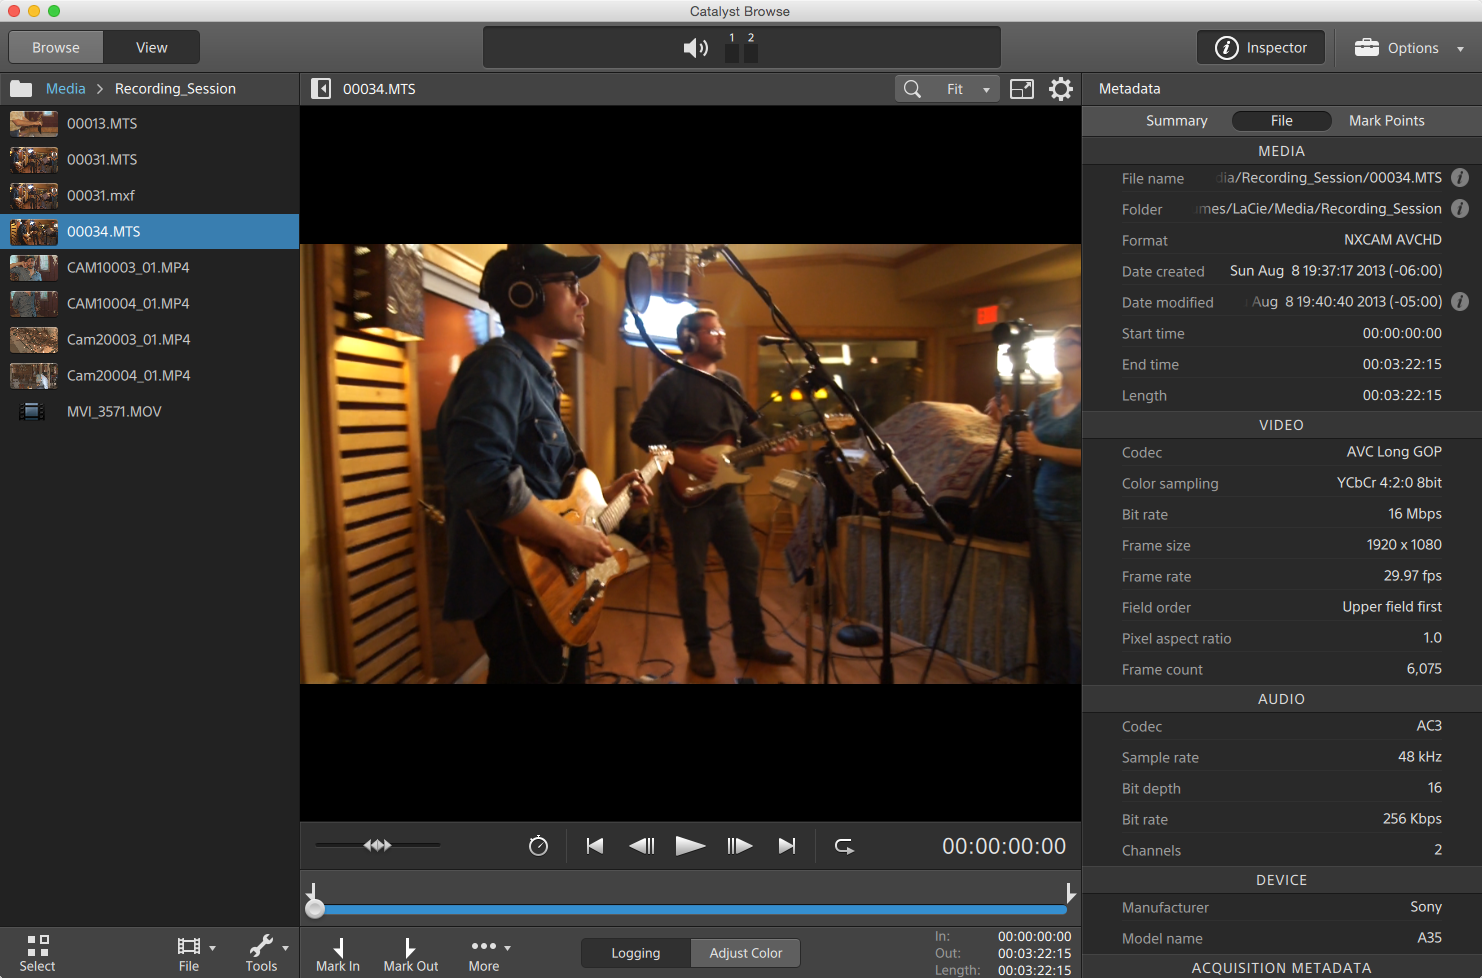 Catalyst Browse
Browse
View
1 2
Inspector
Options
Media > Recording_Session
00034.MTS
Fit
Metadata
00013.MTS
00031.MTS
00031.mxf
00034.MTS
CAM10003_01.MP4
CAM10004_01.MP4
Cam20003_01.MP4
Cam20004_01.MP4
MVI_3571.MOV
Summary
File
Mark Points
MEDIA
File name dia/Recording_Session/00034.MTS
Folder mes/LaCie/Media/Recording_Session
Format NXCAM AVCHD
Date created Sun Aug 8 19:37:17 2013 (-06:00)
Date modified Aug 8 19:40:40 2013 (-05:00)
Start time 00:00:00:00
End time 00:03:22:15
Length 00:03:22:15
VIDEO
Codec AVC Long GOP
Color sampling YCbCr 4:2:0 8bit
Bit rate 16 Mbps
Frame size 1920 x 1080
Frame rate 29.97 fps
Field order Upper field first
Pixel aspect ratio 1.0
Frame count 6,075
AUDIO
Codec AC3
Sample rate 48 kHz
Bit depth 16
Bit rate 256 Kbps
Channels 2
DEVICE
Manufacturer Sony
Model name A35
ACQUISITION METADATA
00:00:00:00
Select
File
Tools
Mark In
Mark Out
More
Logging
Adjust Color
In: 00:00:00:00
Out: 00:03:22:15
Length: 00:03:22:15